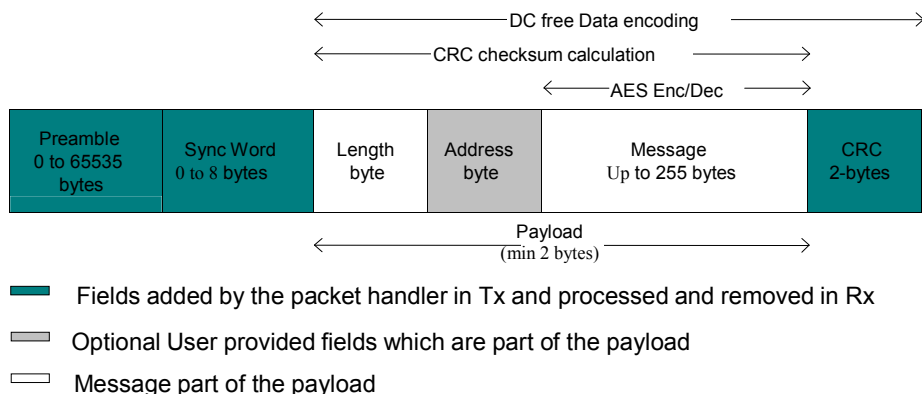 DC free Data encoding
CRC checksum calculation
AES Enc/Dec
Preamble
0 to 65535
bytes
Sync Word
0 to 8 bytes
Length
byte
Address
byte
Message
Up to 255 bytes
CRC
2-bytes
Payload
(min 2 bytes)
Fields added by the packet handler in Tx and processed and removed in Rx
Optional User provided fields which are part of the payload
Message part of the payload